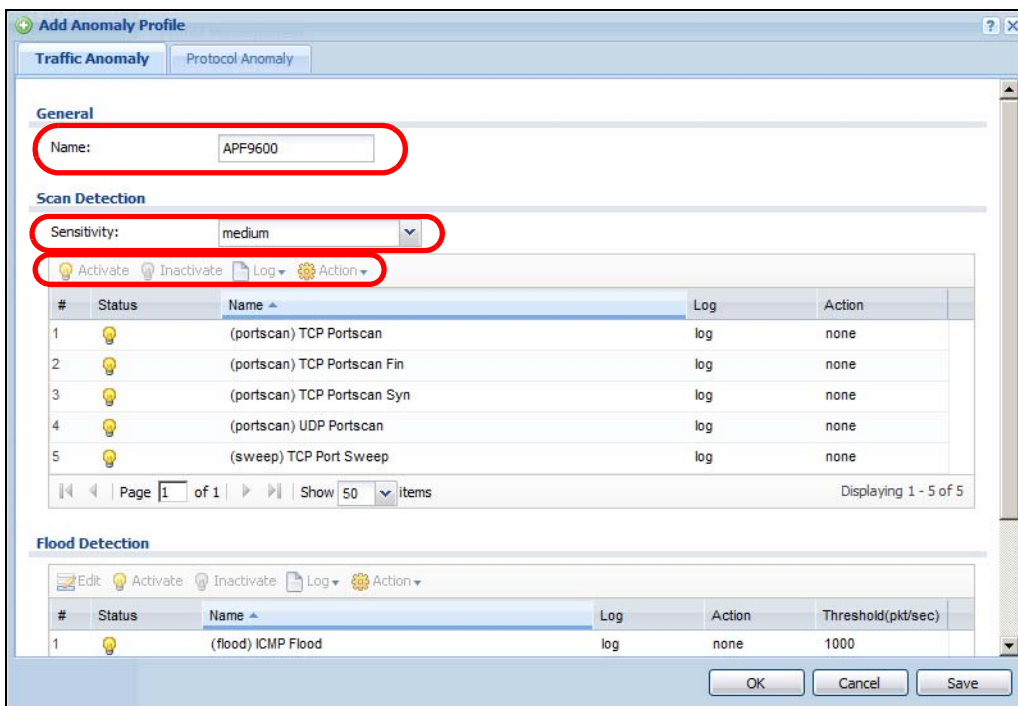 Add Anomaly Profile
Traffic Anomaly Protocol Anomaly
General
Name: APF9600
Scan Detection
Sensitivity: medium
Activate Inactivate Log Action
# Status Name Log Action
1 (portscan) TCP Portscan log none
2 (portscan) TCP Portscan Fin log none
3 (portscan) TCP Portscan Syn log none
4 (portscan) UDP Portscan log none
5 (sweep) TCP Port Sweep log none
Page 1 of 1 Show 50 items Displaying 1 - 5 of 5
Flood Detection
Edit Activate Inactivate Log Action
# Status Name Log Action Threshold(pkt/sec)
1 (flood) ICMP Flood log none 1000
OK Cancel Save